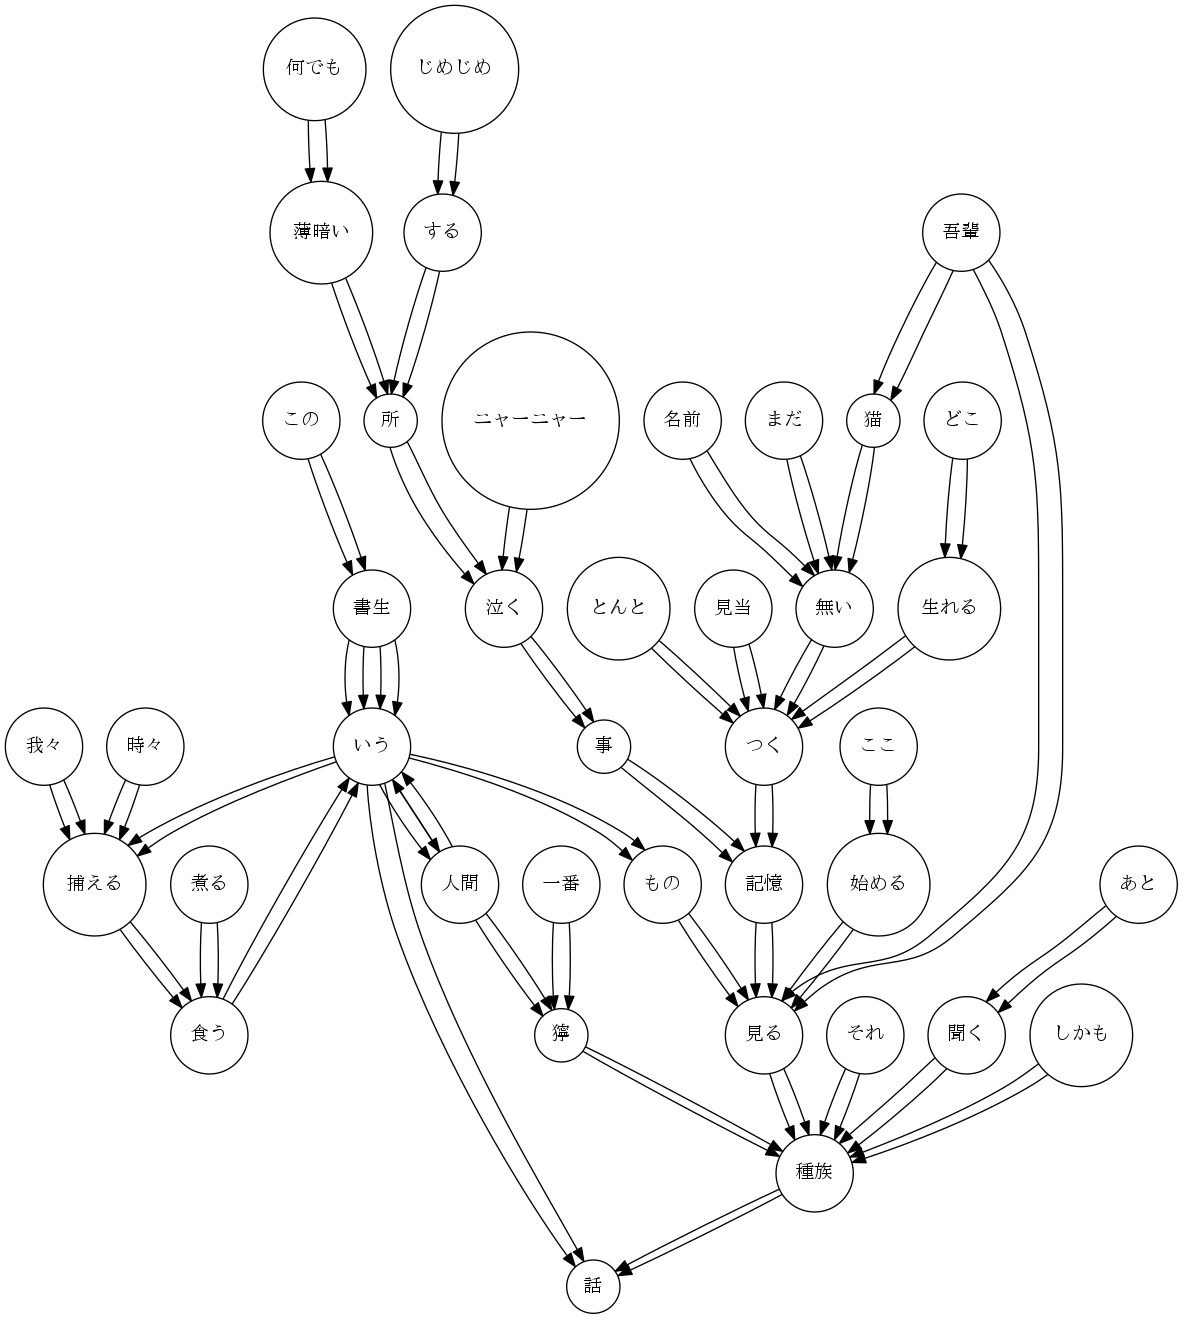 何でも
じめじめ
薄暗い
する
吾輩
この
所
ニャーニャー
名前
まだ
猫
どこ
書生
泣く
とんと
見当
無い
生れる
我々
時々
いう
事
つく
ここ
捕える
煮る
人間
一番
もの
記憶
始める
あと
食う
獰
見る
それ
聞く
しかも
種族
話